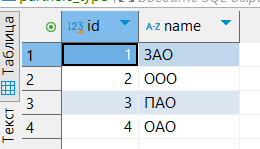 id name
1 1 ЗАО
2 2 ООО
3 3 ПАО
4 4 ОАО
Таблица
Текст